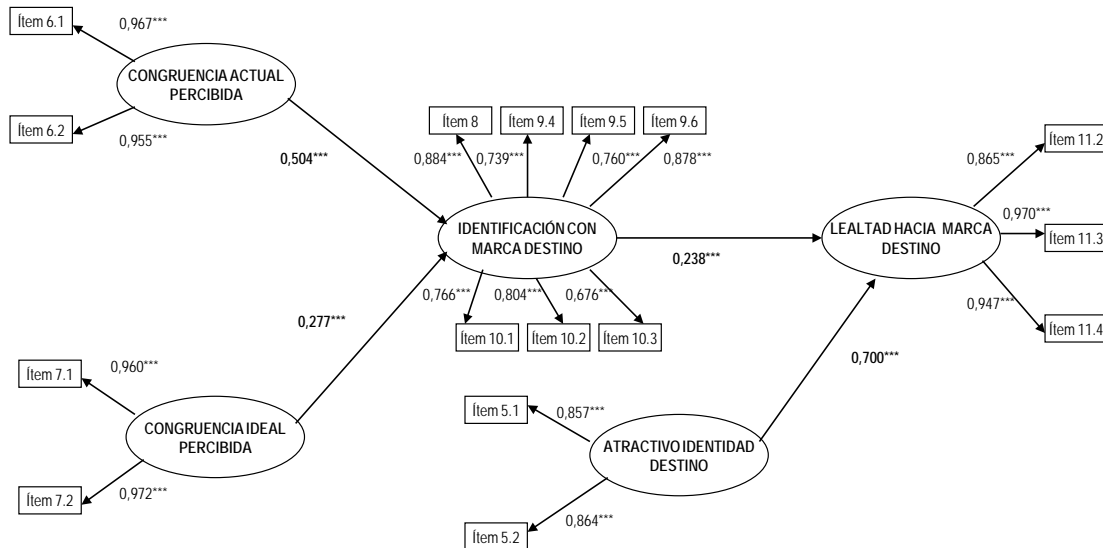 Ítem 6.1
0,967***
CONGRUENCIA ACTUAL
PERCIBIDA
Ítem 6.2
0,955***
0,504***
Ítem 8
Ítem 9.4
Ítem 9.5
Ítem 9.6
0,884***
0,739***
0,760***
0,878***
IDENTIFICACIÓN CON
MARCA DESTINO
0,238***
0,766***
0,804***
0,676***
Ítem 10.1
Ítem 10.2
Ítem 10.3
Ítem 11.2
0,865***
LEALTAD HACIA MARCA
DESTINO
0,970***
Ítem 11.3
0,947***
Ítem 11.4
0,277***
0,700***
Ítem 7.1
0,960***
CONGRUENCIA IDEAL
PERCIBIDA
Ítem 7.2
0,972***
Ítem 5.1
0,857***
ATRACTIVO IDENTIDAD
DESTINO
Ítem 5.2
0,864***